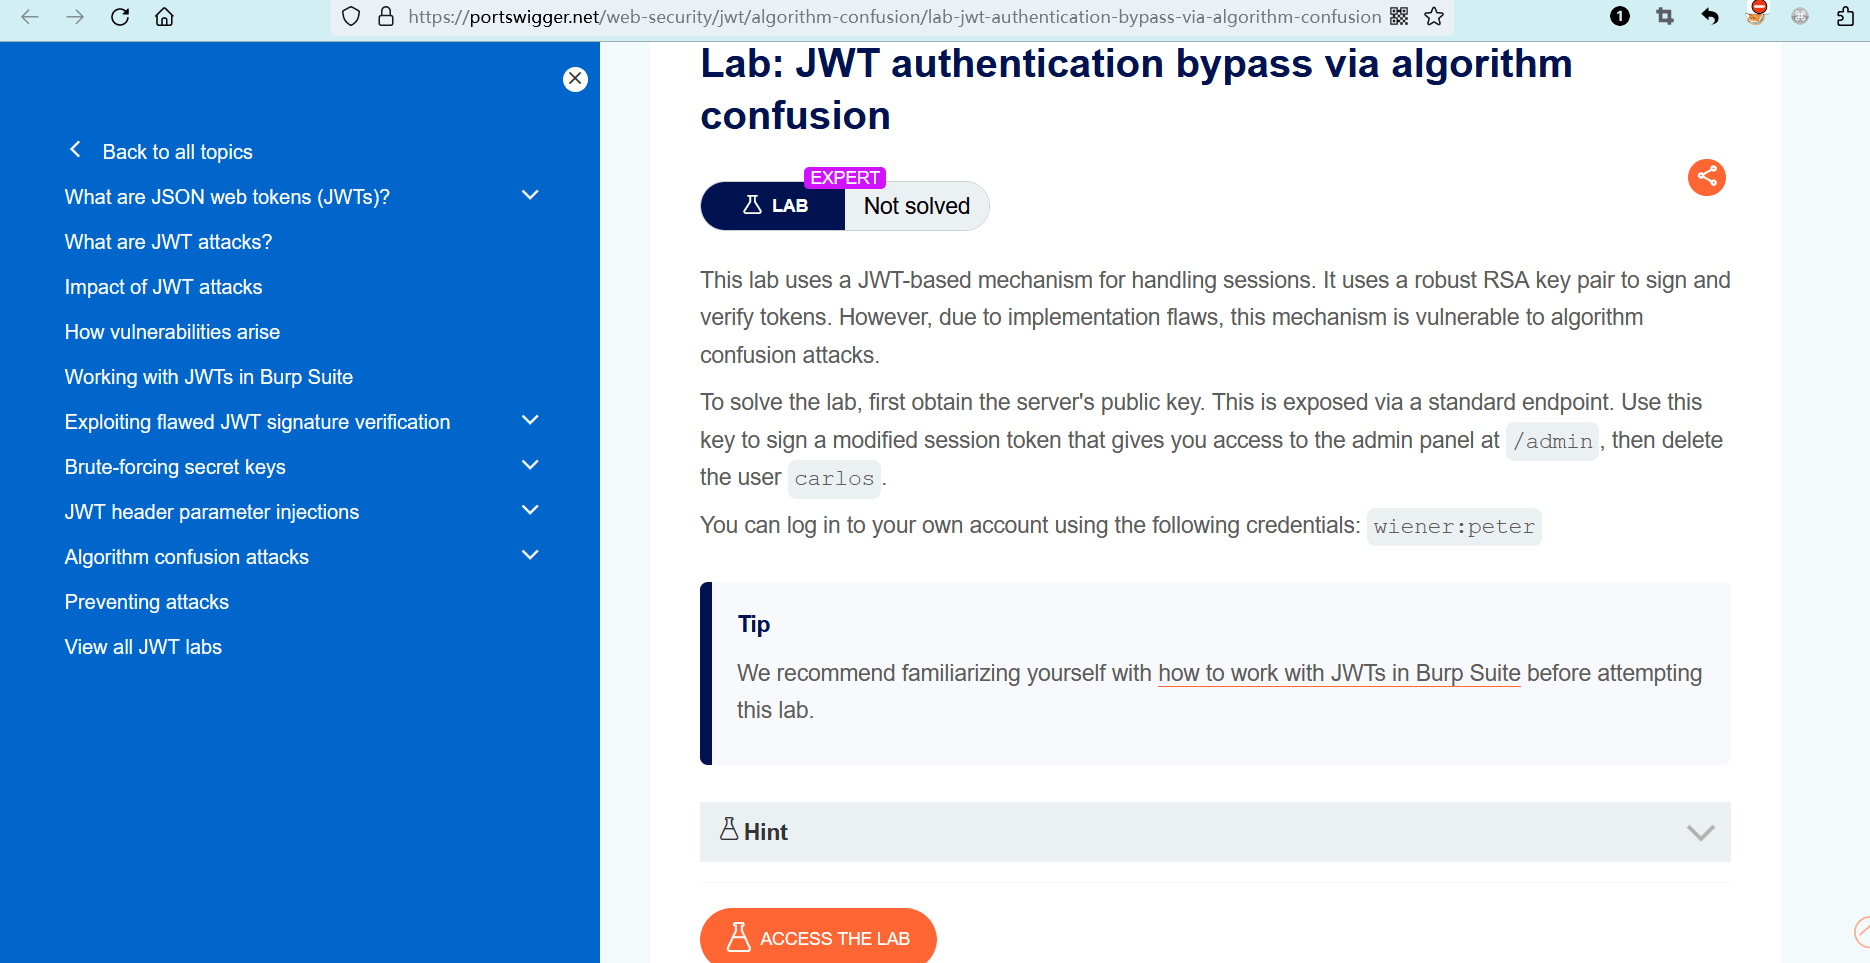 https://portswigger.net/web-security/jwt/algorithm-confusion/lab-jwt-authentication-bypass-via-algorithm-confusion
1
Back to all topics
What are JSON web tokens (JWTs)?
What are JWT attacks?
Impact of JWT attacks
How vulnerabilities arise
Working with JWTs in Burp Suite
Exploiting flawed JWT signature verification
Brute-forcing secret keys
JWT header parameter injections
Algorithm confusion attacks
Preventing attacks
View all JWT labs
Lab: JWT authentication bypass via algorithm
confusion
EXPERT
LAB
Not solved
This lab uses a JWT-based mechanism for handling sessions. It uses a robust RSA key pair to sign and
verify tokens. However, due to implementation flaws, this mechanism is vulnerable to algorithm
confusion attacks.
To solve the lab, first obtain the server's public key. This is exposed via a standard endpoint. Use this
key to sign a modified session token that gives you access to the admin panel at /admin, then delete
the user carlos.
You can log in to your own account using the following credentials: wiener:peter
Tip
We recommend familiarizing yourself with how to work with JWTs in Burp Suite before attempting
this lab.
Hint
ACCESS THE LAB